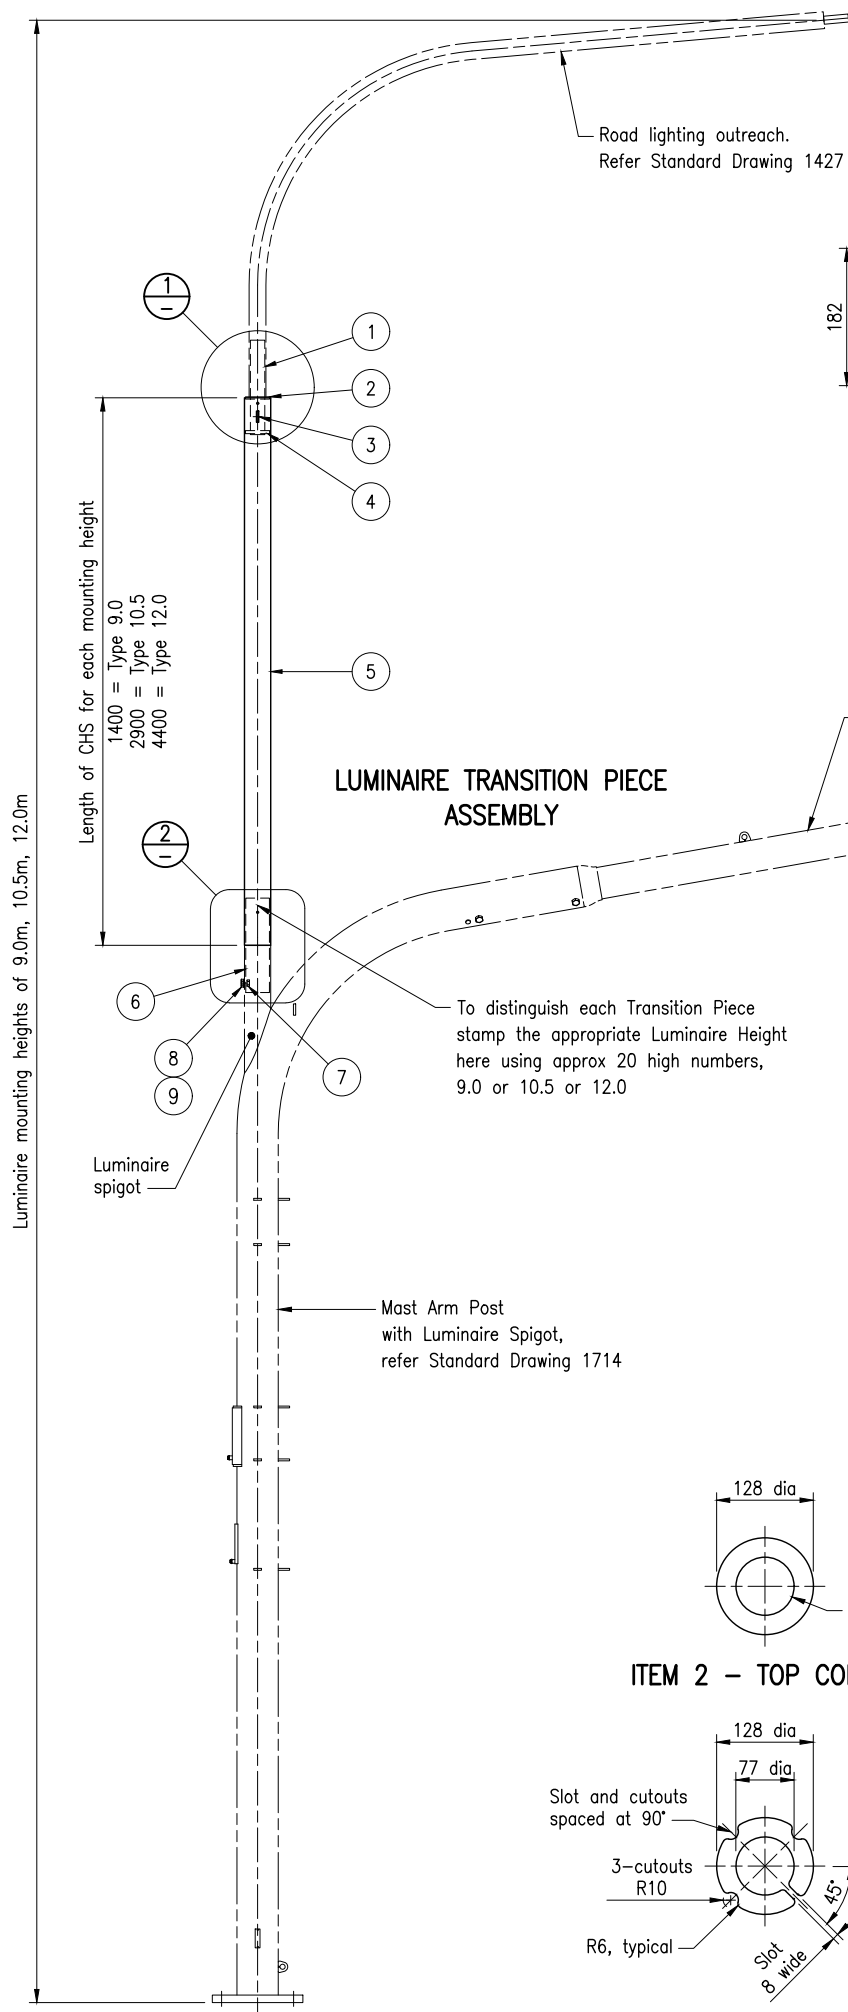 Road lighting outreach.
Refer Standard Drawing 1427
1
–
182
1
2
3
4
Length of CHS for each mounting height
1400 = Type 9.0
2900 = Type 10.5
4400 = Type 12.0
5
LUMINAIRE TRANSITION PIECE
ASSEMBLY
Luminaire mounting heights of 9.0m, 10.5m, 12.0m
2
–
6
8
9
7
To distinguish each Transition Piece
stamp the appropriate Luminaire Height
here using approx 20 high numbers,
9.0 or 10.5 or 12.0
Luminaire
spigot
Mast Arm Post
with Luminaire Spigot,
refer Standard Drawing 1714
128 dia
ITEM 2 – TOP
128 dia
77 dia
Slot and cutouts
spaced at 90°
3-cutouts
R10
R6, typical
45°
Slot
8 wide